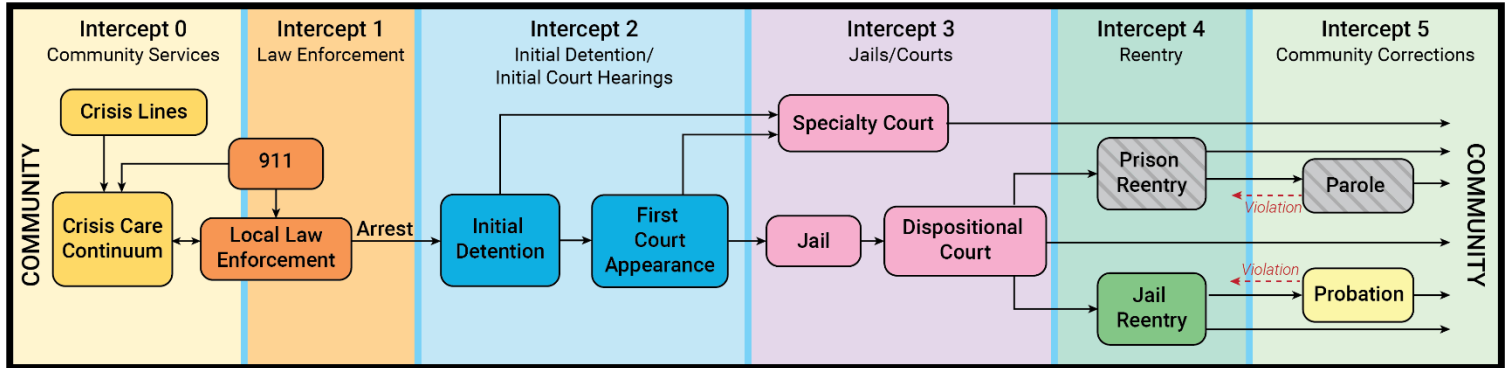 Intercept 0
Community Services
Intercept 1
Law Enforcement
Intercept 2
Initial Detention/
Initial Court Hearings
Intercept 3
Jails/Courts
Intercept 4
Reentry
Intercept 5
Community Corrections
COMMUNITY
Crisis Lines
911
Crisis Care
Continuum
Local Law
Enforcement
Arrest
Initial
Detention
First
Court
Appearance
Specialty Court
Jail
Dispositional
Court
Prison
Reentry
Parole
Violation
Jail
Reentry
Violation
Probation
COMMUNITY